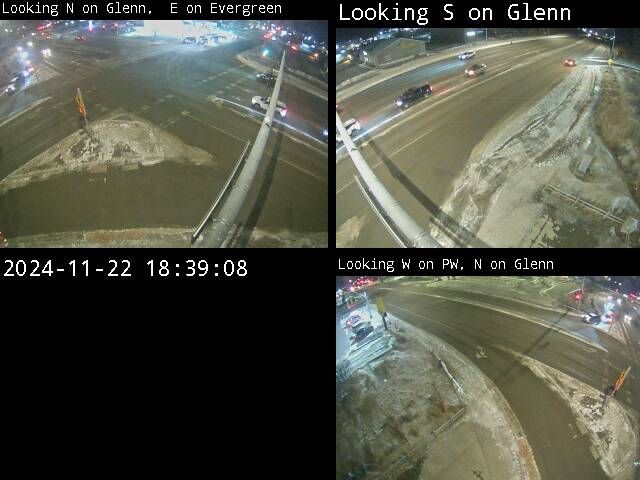 Looking N on Glenn,  E on Evergreen
Looking S on Glenn
2024-11-22 18:39:08
Looking W on PW, N on Glenn